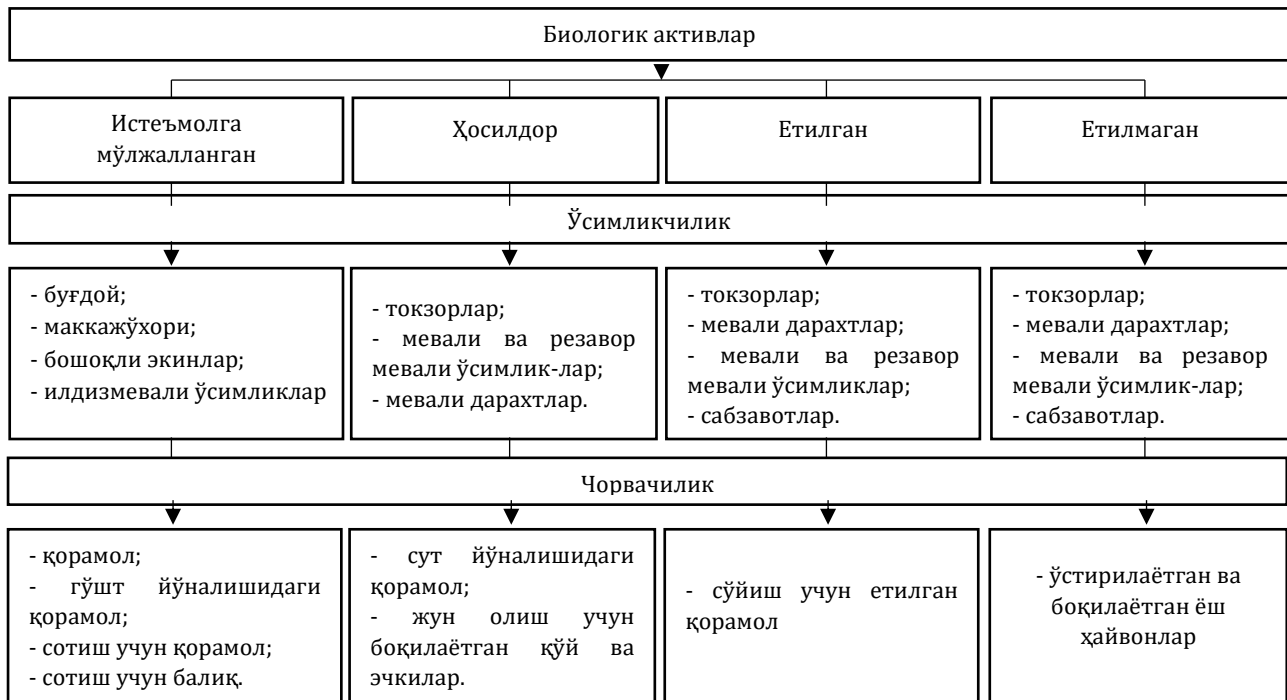 Биологик активлар
Истеъмолга
мўлжалланган
Ҳосилдор
Етилган
Етилмаган
Ўсимликчилик
- буғдой;
- маккажўхори;
- бошоқли экинлар;
- илдизмевали ўсимликлар
- токзорлар;
- мевали ва резавор
мевали ўсимлик-лар;
- мевали дарахтлар.
- токзорлар;
- мевали дарахтлар;
- мевали ва резавор
мевали ўсимликлар;
- сабзавотлар.
- токзорлар;
- мевали дарахтлар;
- мевали ва резавор
мевали ўсимлик-лар;
- сабзавотлар.
Чорвачилик
- қорамол;
- гўшт йўналишидаги
қорамол;
- сотиш учун қорамол;
- сотиш учун балиқ.
- сут йўналишидаги
қорамол;
- жун олиш учун
боқилаётган қўй ва
эчкилар.
- сўйиш учун етилган
қорамол
- ўстирилаётган ва
боқилаётган ёш
ҳайвонлар